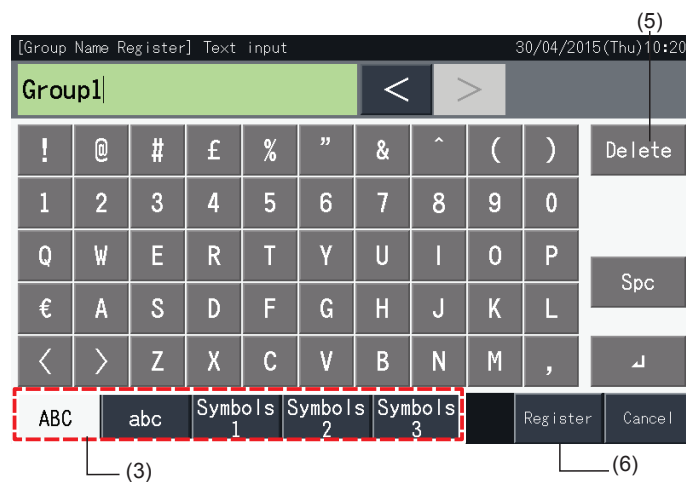 (5)
[Group Name Register] Text input 30/04/2015(Thu)10:20
Group1 < >
! @ # £ % " & ^ ( ) Delete
1 2 3 4 5 6 7 8 9 0
Q W E R T Y U I O P
Spc
€ A S D F G H J K L
< > Z X C V B N M , ↵
ABC abc Symbols 1 Symbols 2 Symbols 3 Register Cancel
(3) (6)